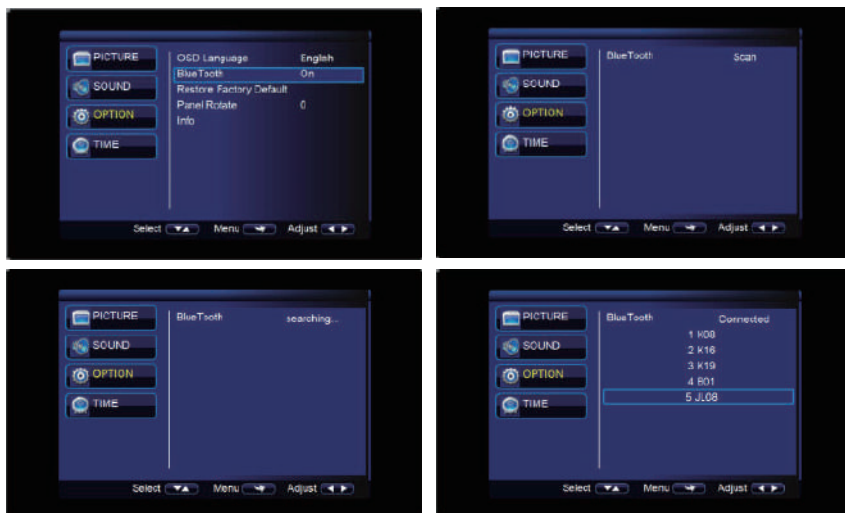 PICTURE
SOUND
OPTION
TIME
OSD Language English
BlueTooth On
Restore Factory Default
Panel Rotate 0
Info
Select Menu Adjust
PICTURE
SOUND
OPTION
TIME
BlueTooth Scan
Select Menu Adjust
PICTURE
SOUND
OPTION
TIME
BlueTooth searching...
Select Menu Adjust
PICTURE
SOUND
OPTION
TIME
BlueTooth Connected
1 K08
2 K16
3 K19
4 B01
5 JL08
Select Menu Adjust